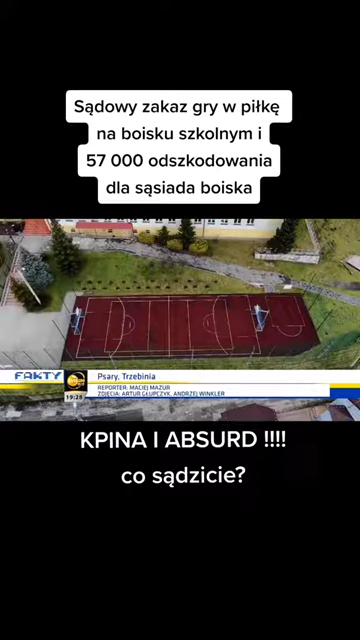 Sądowy zakaz gry w piłkę
na boisku szkolnym i
57 000 odszkodowania
dla sąsiada boiska
FAKTY
19:28
Psary, Trzebinia
REPORTER: MACIEJ MAZUR
ZDJĘCIA: ARTUR GŁUPCZYK, ANDRZEJ WINKLER
KPINA I ABSURD !!!!
co sądzicie?